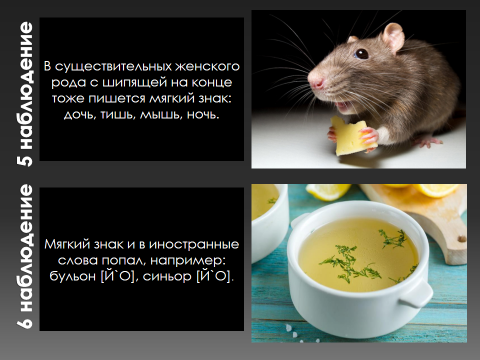 5 наблюдение
В существительных женского
рода с шипящей на конце
тоже пишется мягкий знак:
дочь, тишь, мышь, ночь.
6 наблюдение
Мягкий знак и в иностранные
слова попал, например:
бульон [Й`О], синьор [Й`О].